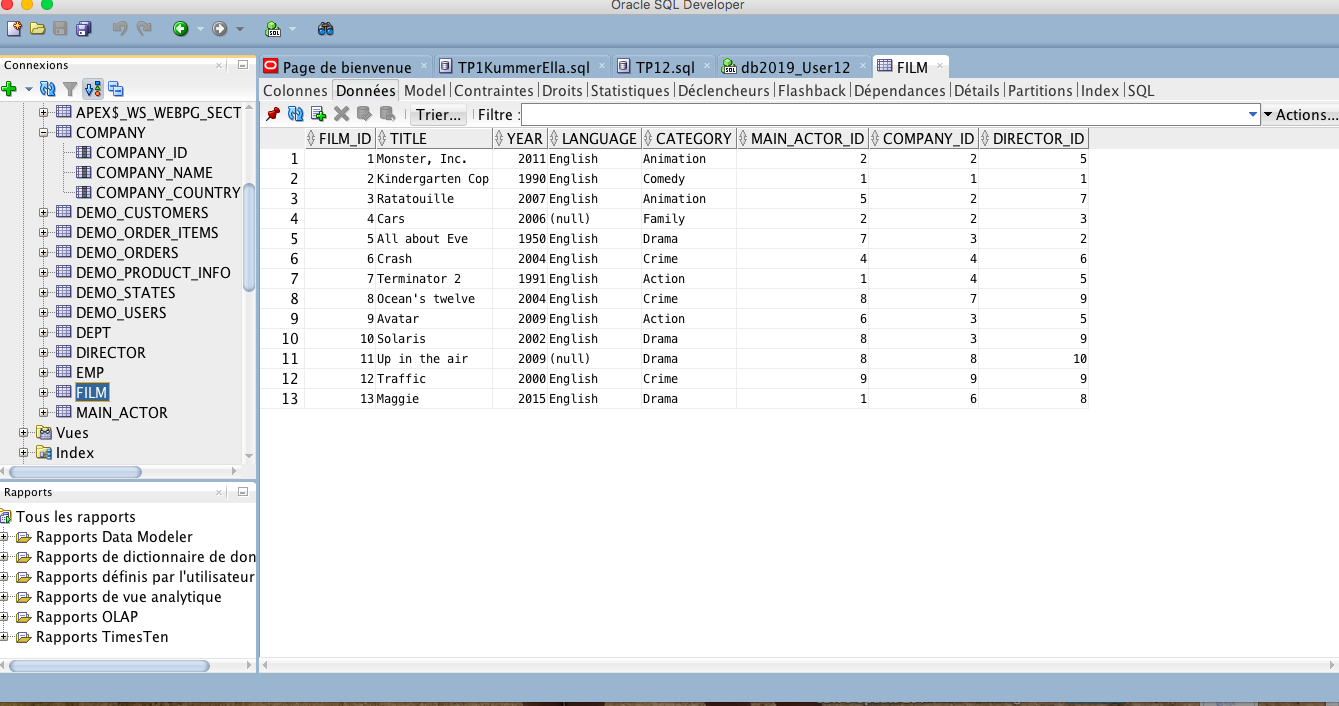 Oracle SQL Developer
Connexions
APEX$_WS_WEBPG_SECT
COMPANY
COMPANY_ID
COMPANY_NAME
COMPANY_COUNTRY
DEMO_CUSTOMERS
DEMO_ORDER_ITEMS
DEMO_ORDERS
DEMO_PRODUCT_INFO
DEMO_STATES
DEMO_USERS
DEPT
DIRECTOR
EMP
FILM
MAIN_ACTOR
Vues
Index
Rapports
Tous les rapports
Rapports Data Modeler
Rapports de dictionnaire de don
Rapports définis par l'utilisateur
Rapports de vue analytique
Rapports OLAP
Rapports TimesTen
Page de bienvenue TP1KummerElla.sql TP12.sql db2019_User12 FILM
Colonnes Données Model Contraintes Droits Statistiques Déclencheurs Flashback Dépendances Détails Partitions Index SQL
Trier... Filtre : Actions...
FILM_ID TITLE YEAR LANGUAGE CATEGORY MAIN_ACTOR_ID COMPANY_ID DIRECTOR_ID
1 1 Monster, Inc. 2011 English Animation 2 2 5
2 2 Kindergarten Cop 1990 English Comedy 1 1 1
3 3 Ratatouille 2007 English Animation 5 2 7
4 4 Cars 2006 (null) Family 2 2 3
5 5 All about Eve 1950 English Drama 7 3 2
6 6 Crash 2004 English Crime 4 4 6
7 7 Terminator 2 1991 English Action 1 4 5
8 8 Ocean's twelve 2004 English Crime 8 7 9
9 9 Avatar 2009 English Action 6 3 5
10 10 Solaris 2002 English Drama 8 3 9
11 11 Up in the air 2009 (null) Drama 8 8 10
12 12 Traffic 2000 English Crime 9 9 9
13 13 Maggie 2015 English Drama 1 6 8